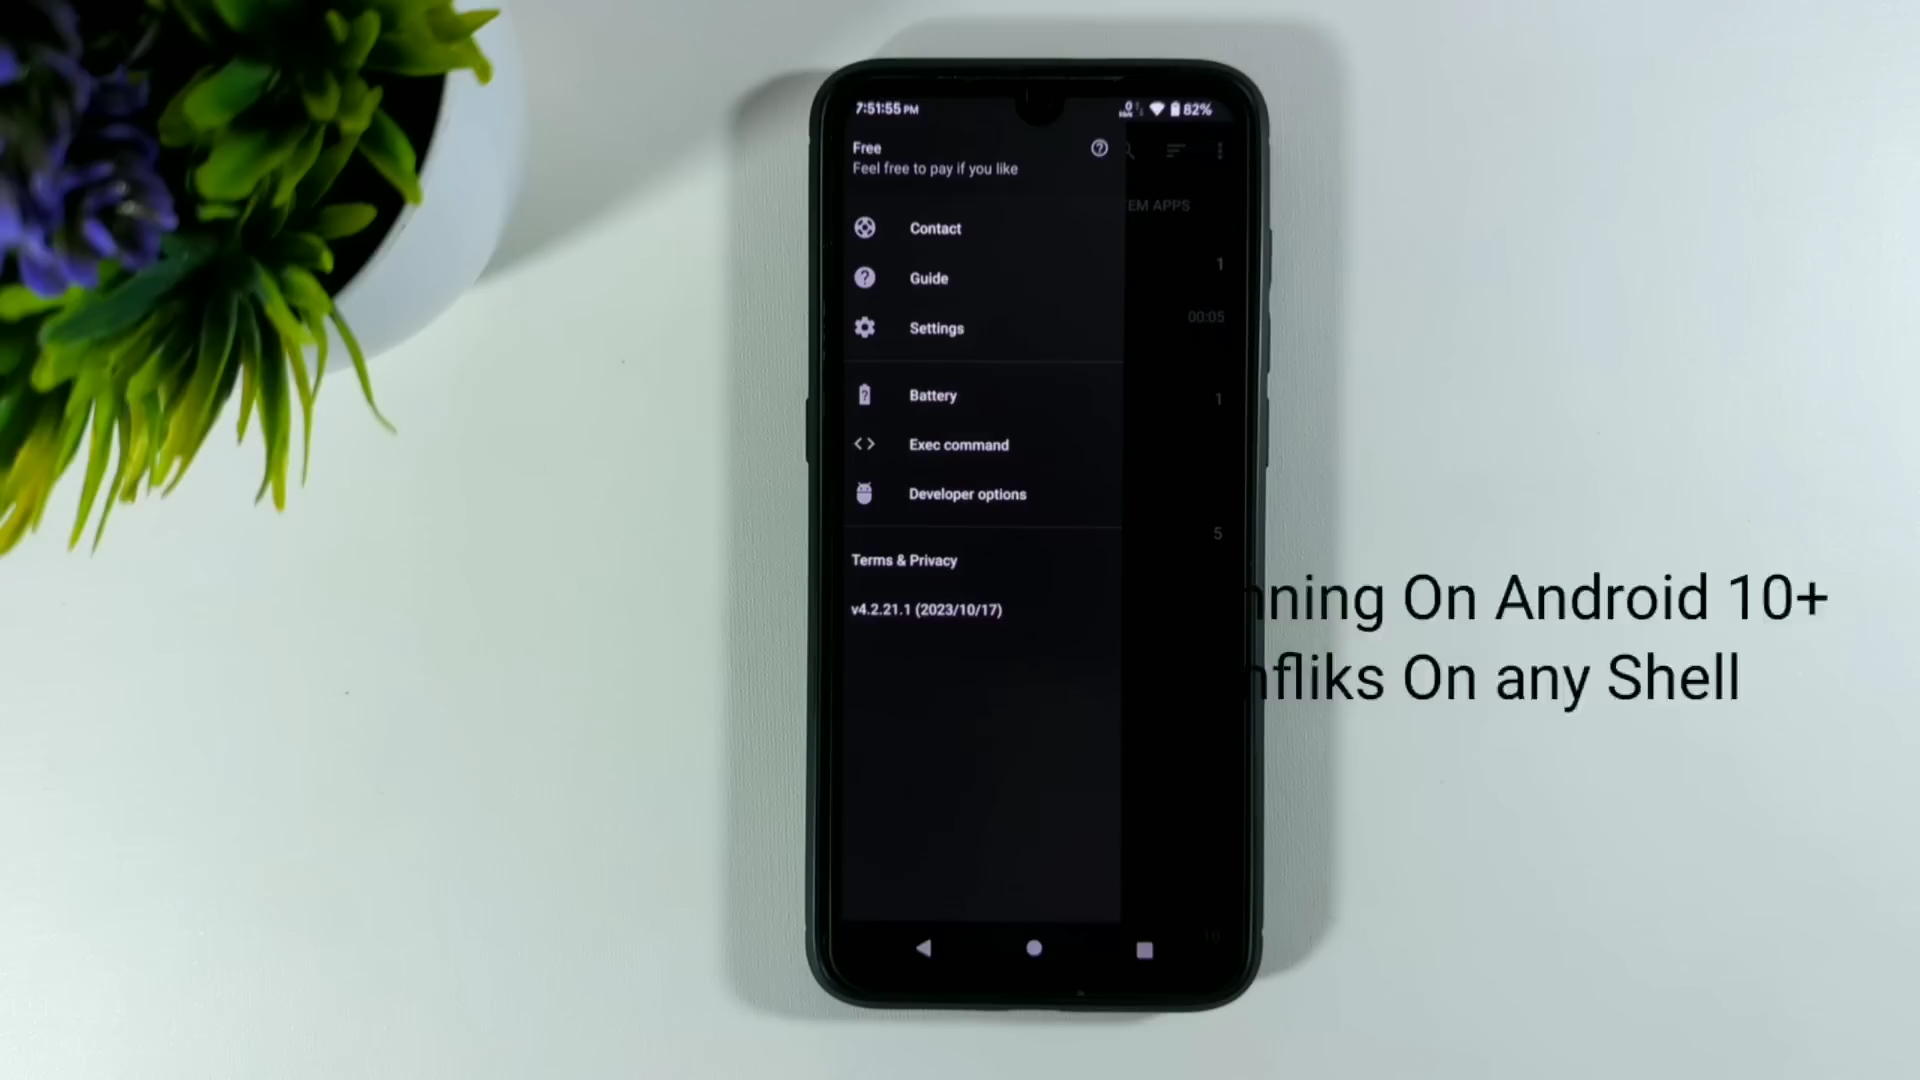 7:51:55 PM
82%
Free
Feel free to pay if you like
EM APPS
Contact
1
Guide
00:05
Settings
Battery
1
Exec command
Developer options
5
Terms & Privacy
v4.2.21.1 (2023/10/17)
nning On Android 10+
nfliks On any Shell